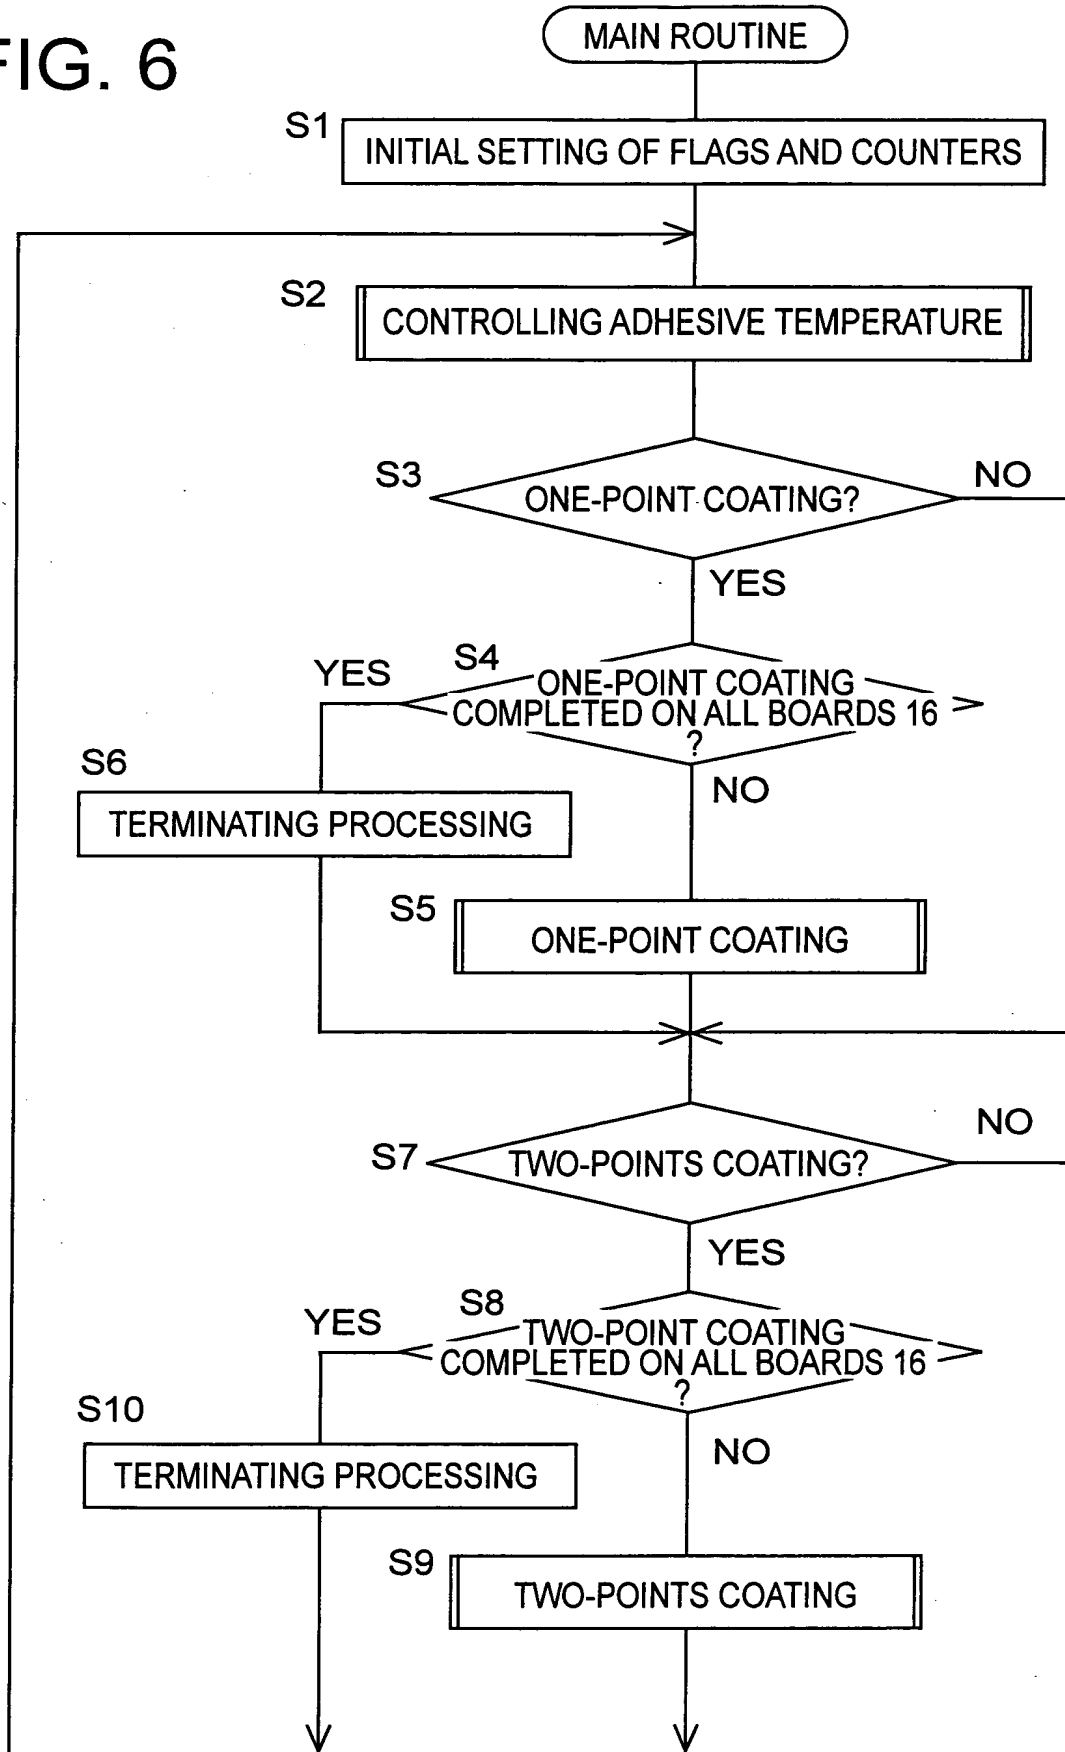 FIG. 6
MAIN ROUTINE
S1
INITIAL SETTING OF FLAGS AND COUNTERS
S2
CONTROLLING ADHESIVE TEMPERATURE
S3
ONE-POINT COATING?
NO
YES
S4
YES
ONE-POINT COATING
COMPLETED ON ALL BOARDS 16
?
S6
NO
TERMINATING PROCESSING
S5
ONE-POINT COATING
S7
TWO-POINTS COATING?
NO
YES
S8
YES
TWO-POINT COATING
COMPLETED ON ALL BOARDS 16
?
S10
NO
TERMINATING PROCESSING
S9
TWO-POINTS COATING